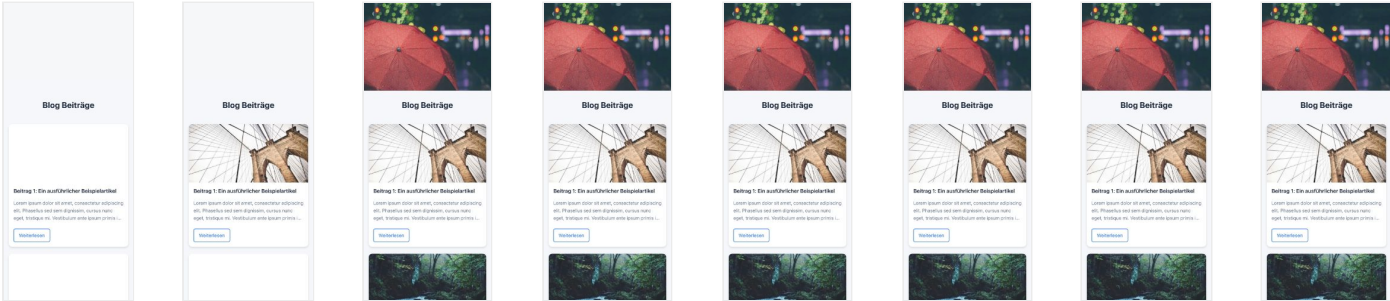 Blog Beiträge
Beitrag 1: Ein ausführlicher Beispielartikel
Lorem ipsum dolor sit amet, consectetur adipiscing
elit. Phasellus sed sem dignissim, cursus nunc
eget, tristique mi. Vestibulum ante ipsum primis i...
Weiterlesen
Blog Beiträge
Beitrag 1: Ein ausführlicher Beispielartikel
Lorem ipsum dolor sit amet, consectetur adipiscing
elit. Phasellus sed sem dignissim, cursus nunc
eget, tristique mi. Vestibulum ante ipsum primis i...
Weiterlesen
Blog Beiträge
Beitrag 1: Ein ausführlicher Beispielartikel
Lorem ipsum dolor sit amet, consectetur adipiscing
elit. Phasellus sed sem dignissim, cursus nunc
eget, tristique mi. Vestibulum ante ipsum primis i...
Weiterlesen
Blog Beiträge
Beitrag 1: Ein ausführlicher Beispielartikel
Lorem ipsum dolor sit amet, consectetur adipiscing
elit. Phasellus sed sem dignissim, cursus nunc
eget, tristique mi. Vestibulum ante ipsum primis i...
Weiterlesen
Blog Beiträge
Beitrag 1: Ein ausführlicher Beispielartikel
Lorem ipsum dolor sit amet, consectetur adipiscing
elit. Phasellus sed sem dignissim, cursus nunc
eget, tristique mi. Vestibulum ante ipsum primis i...
Weiterlesen
Blog Beiträge
Beitrag 1: Ein ausführlicher Beispielartikel
Lorem ipsum dolor sit amet, consectetur adipiscing
elit. Phasellus sed sem dignissim, cursus nunc
eget, tristique mi. Vestibulum ante ipsum primis i...
Weiterlesen
Blog Beiträge
Beitrag 1: Ein ausführlicher Beispielartikel
Lorem ipsum dolor sit amet, consectetur adipiscing
elit. Phasellus sed sem dignissim, cursus nunc
eget, tristique mi. Vestibulum ante ipsum primis i...
Weiterlesen
Blog Beiträge
Beitrag 1: Ein ausführlicher Beispielartikel
Lorem ipsum dolor sit amet, consectetur adipiscing
elit. Phasellus sed sem dignissim, cursus nunc
eget, tristique mi. Vestibulum ante ipsum primis i...
Weiterlesen